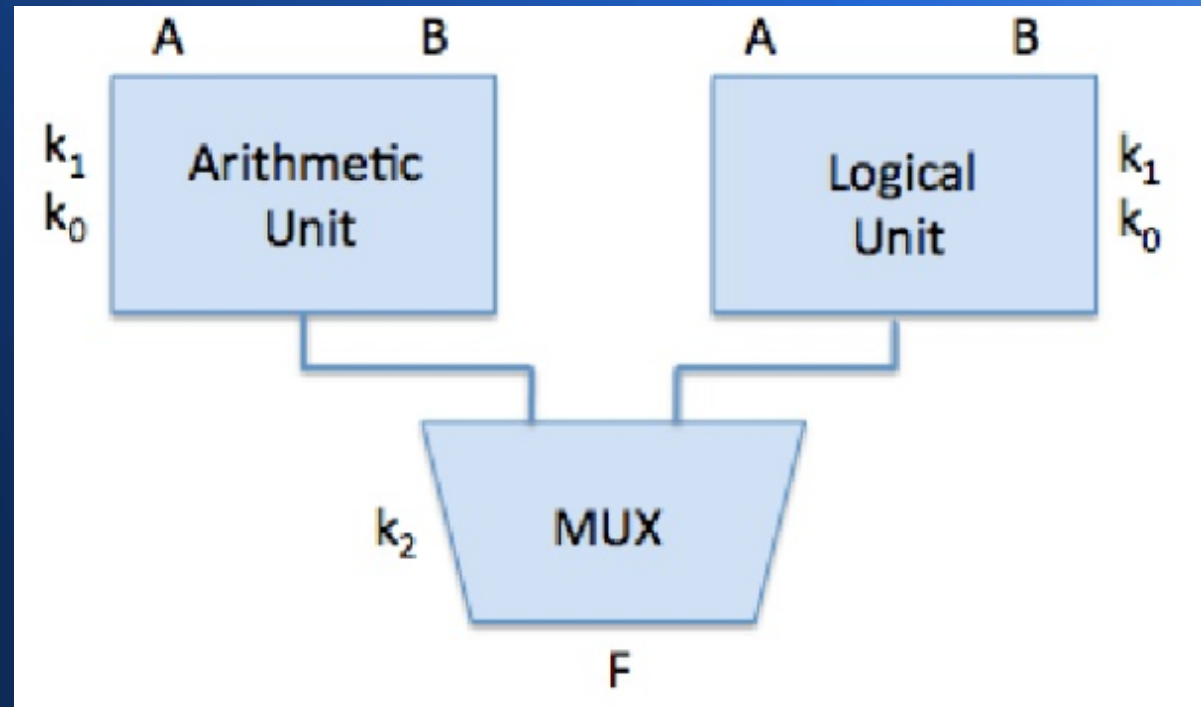 A B A B
k₁ Arithmetic Unit k₀
Logical Unit k₁ k₀
k₂ MUX
F